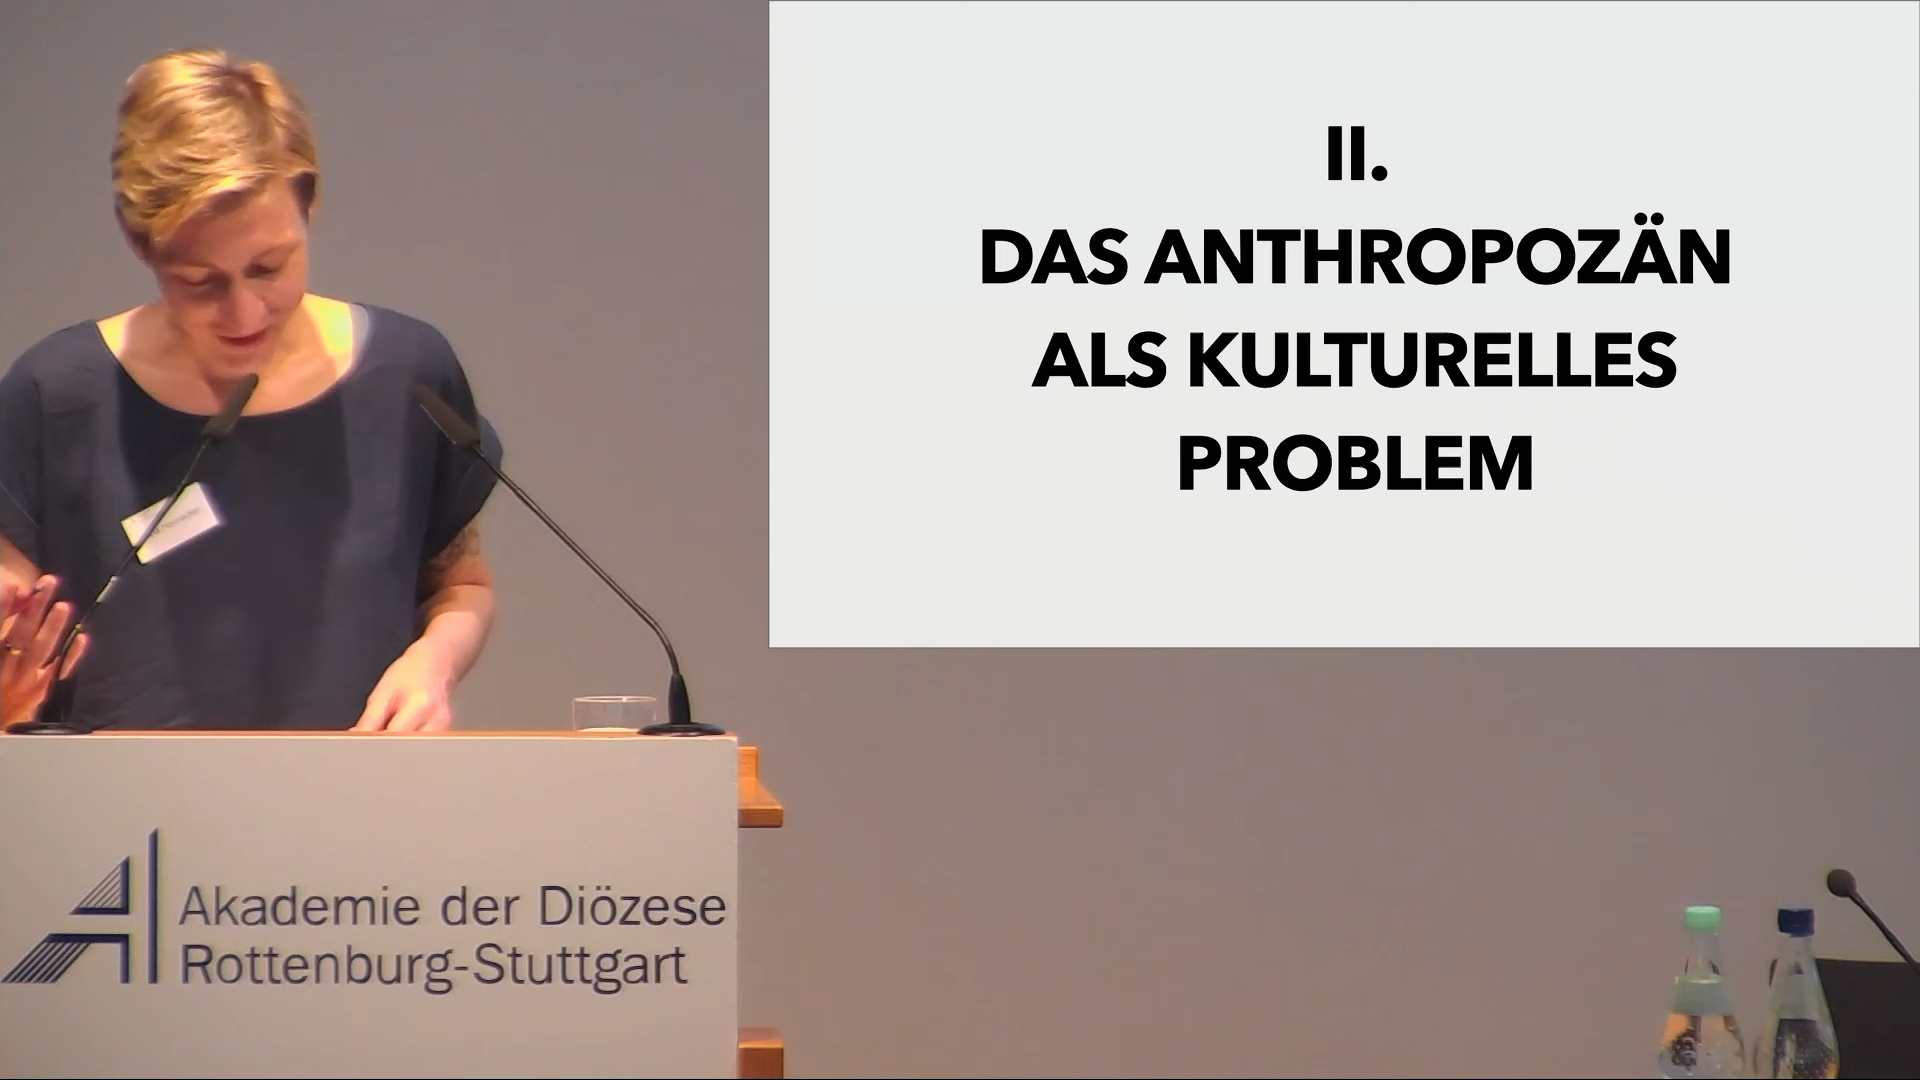 II.
DAS ANTHROPOZÄN
ALS KULTURELLES
PROBLEM
Akademie der Diözese
Rottenburg-Stuttgart